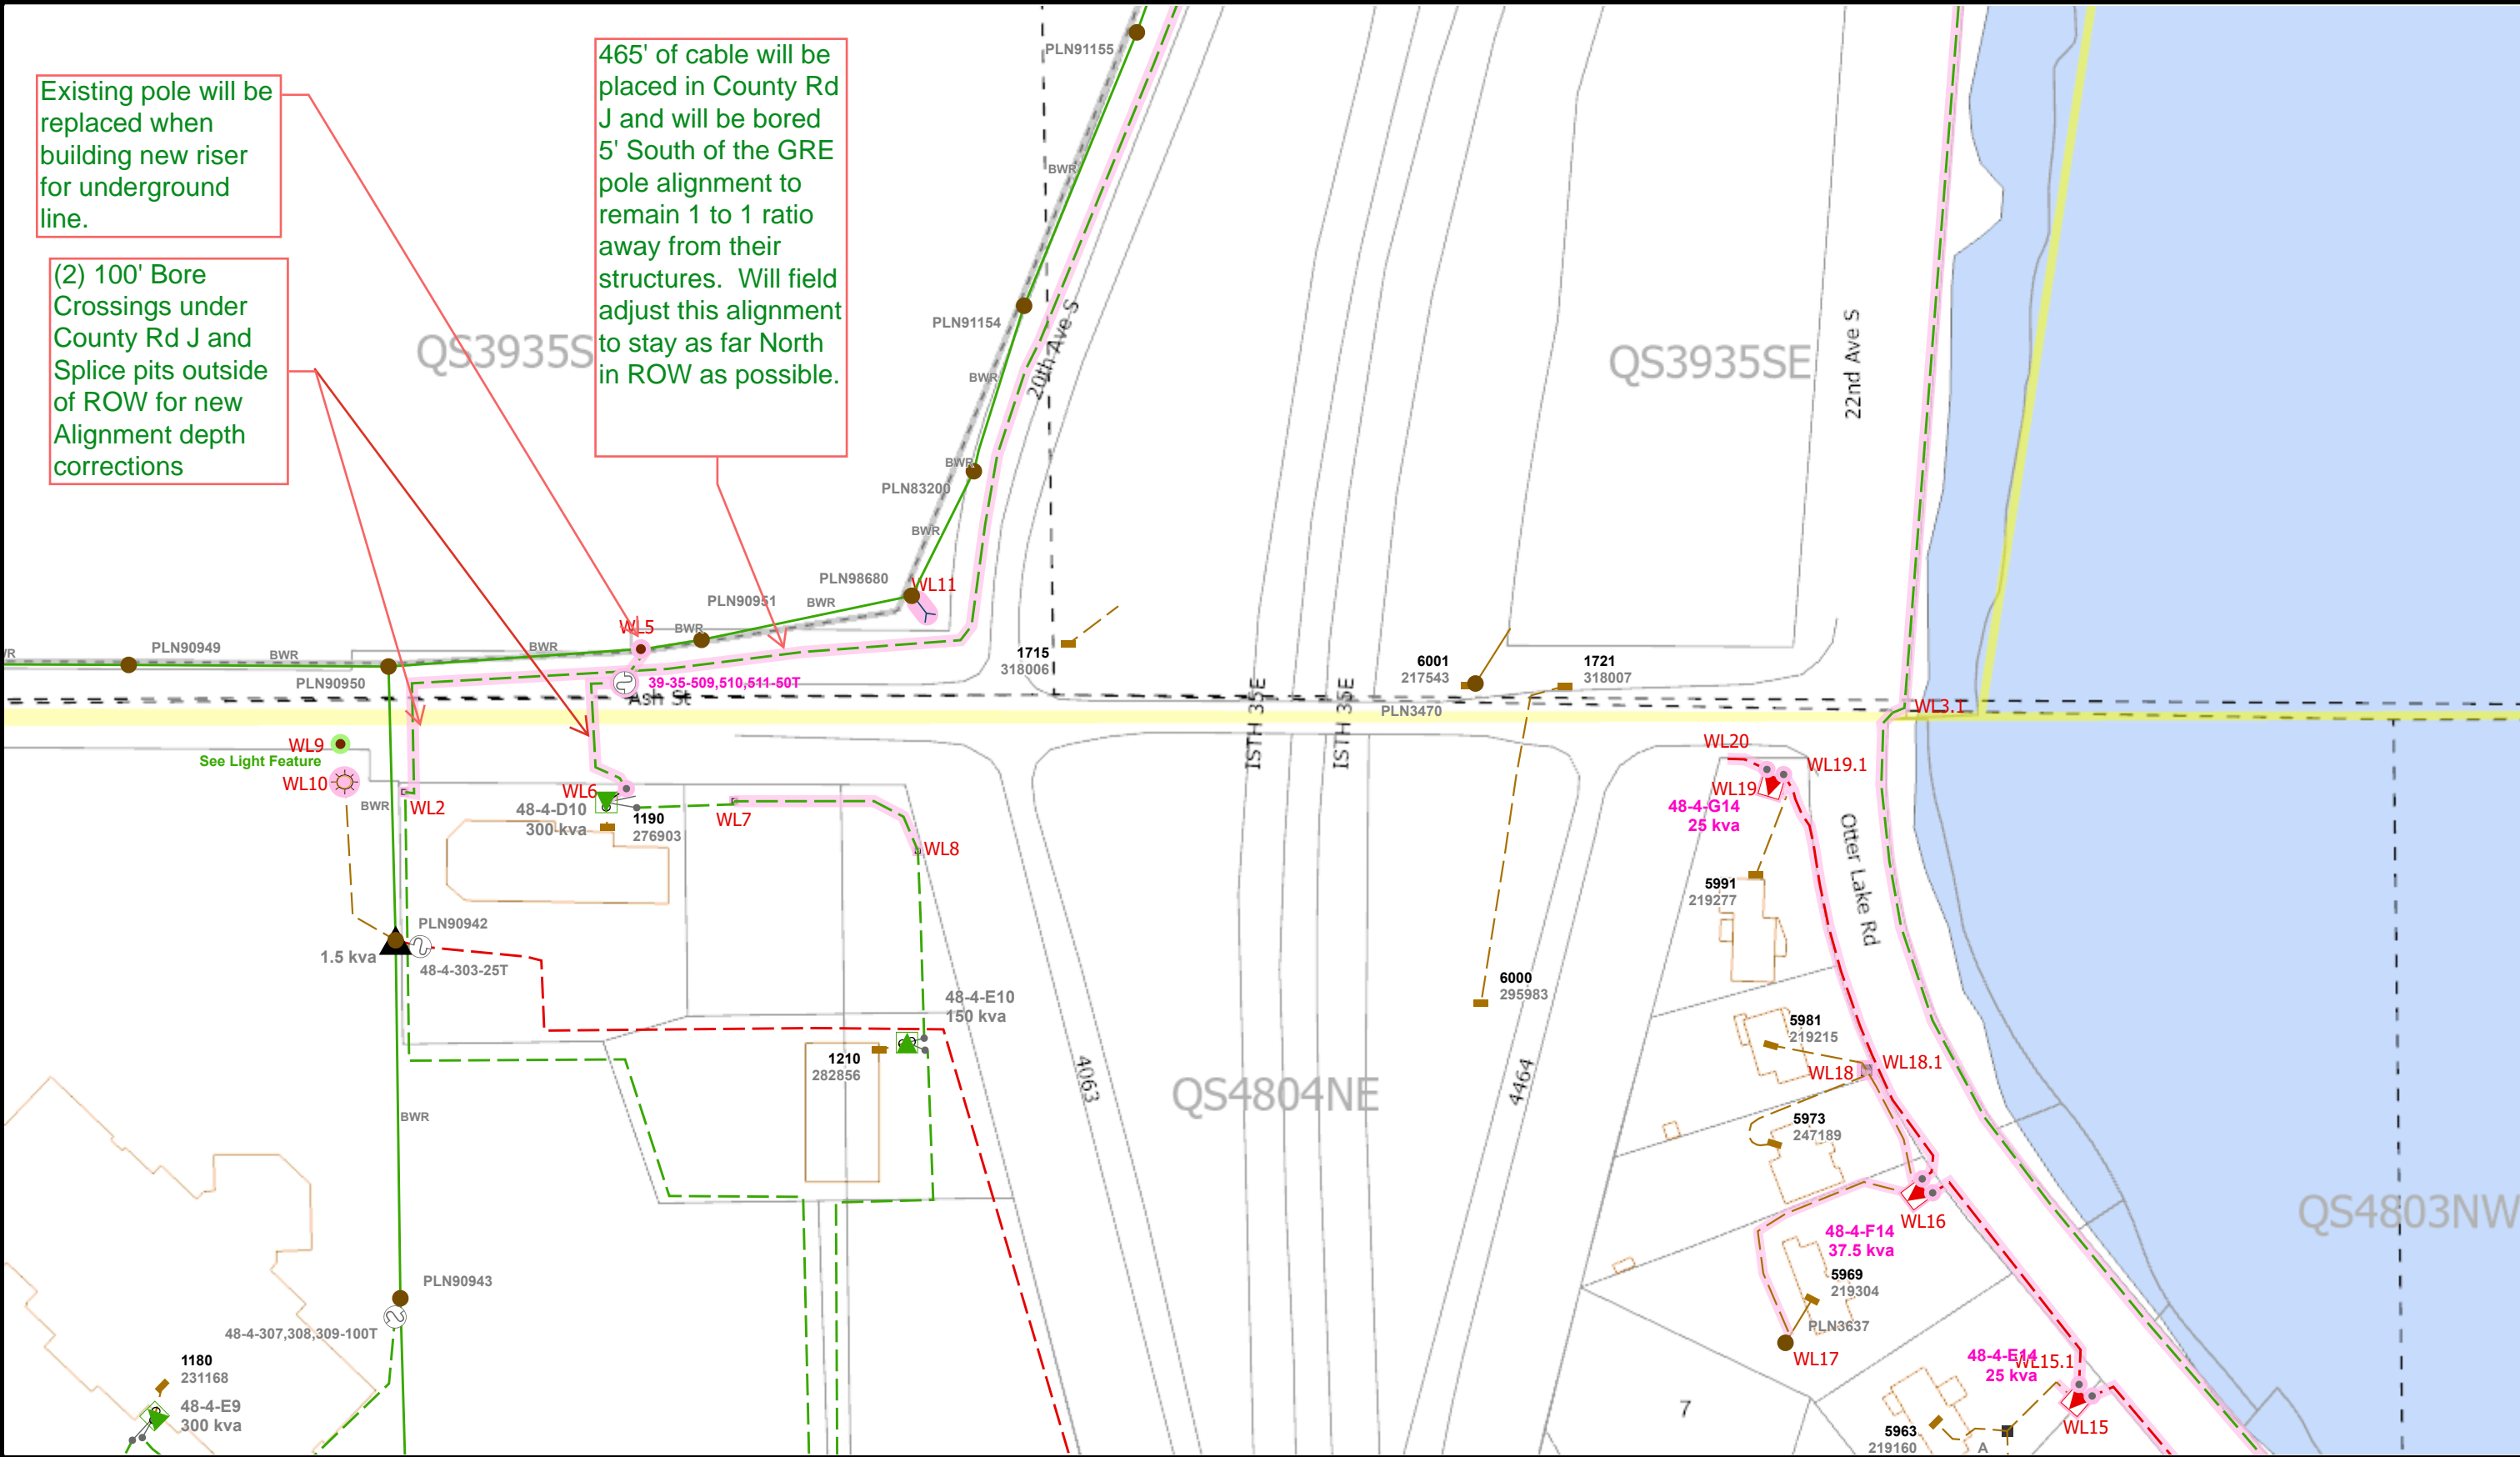 Existing pole will be
replaced when
building new riser
for underground
line.
(2) 100' Bore
Crossings under
County Rd J and
Splice pits outside
of ROW for new
Alignment depth
corrections
465' of cable will be
placed in County Rd
J and will be bored
5' South of the GRE
pole alignment to
remain 1 to 1 ratio
away from their
structures.  Will field
adjust this alignment
to stay as far North
in ROW as possible.
PLN91155
BWR
PLN91154
BWR
20th Ave S
BWR
PLN83200
BWR
QS3935S
QS3935SE
22nd Ave S
PLN98680
WL11
PLN90951
BWR
WL5
BWR
BWR
PLN90949
BWR
PLN90950
39-35-509,510,511-50T
Ash St
1715
318006
6001
217543
1721
318007
PLN3470
ISTH 35E
ISTH 35E
WL3.1
WL9
See Light Feature
WL10
BWR
WL2
WL6
48-4-D10
300 kva
1190
276903
WL7
WL8
WL20
WL19.1
WL19
48-4-G14
25 kva
Otter Lake Rd
5991
219277
PLN90942
1.5 kva
48-4-303-25T
48-4-E10
150 kva
1210
282856
6000
295983
5981
219215
WL18
WL18.1
4063
4464
QS4804NE
BWR
5973
247189
WL16
QS4803NW
48-4-F14
37.5 kva
5969
219304
PLN3637
WL17
PLN90943
48-4-307,308,309-100T
1180
231168
48-4-E9
300 kva
48-4-E14
25 kva
WL15.1
WL15
7
5963
219160
A